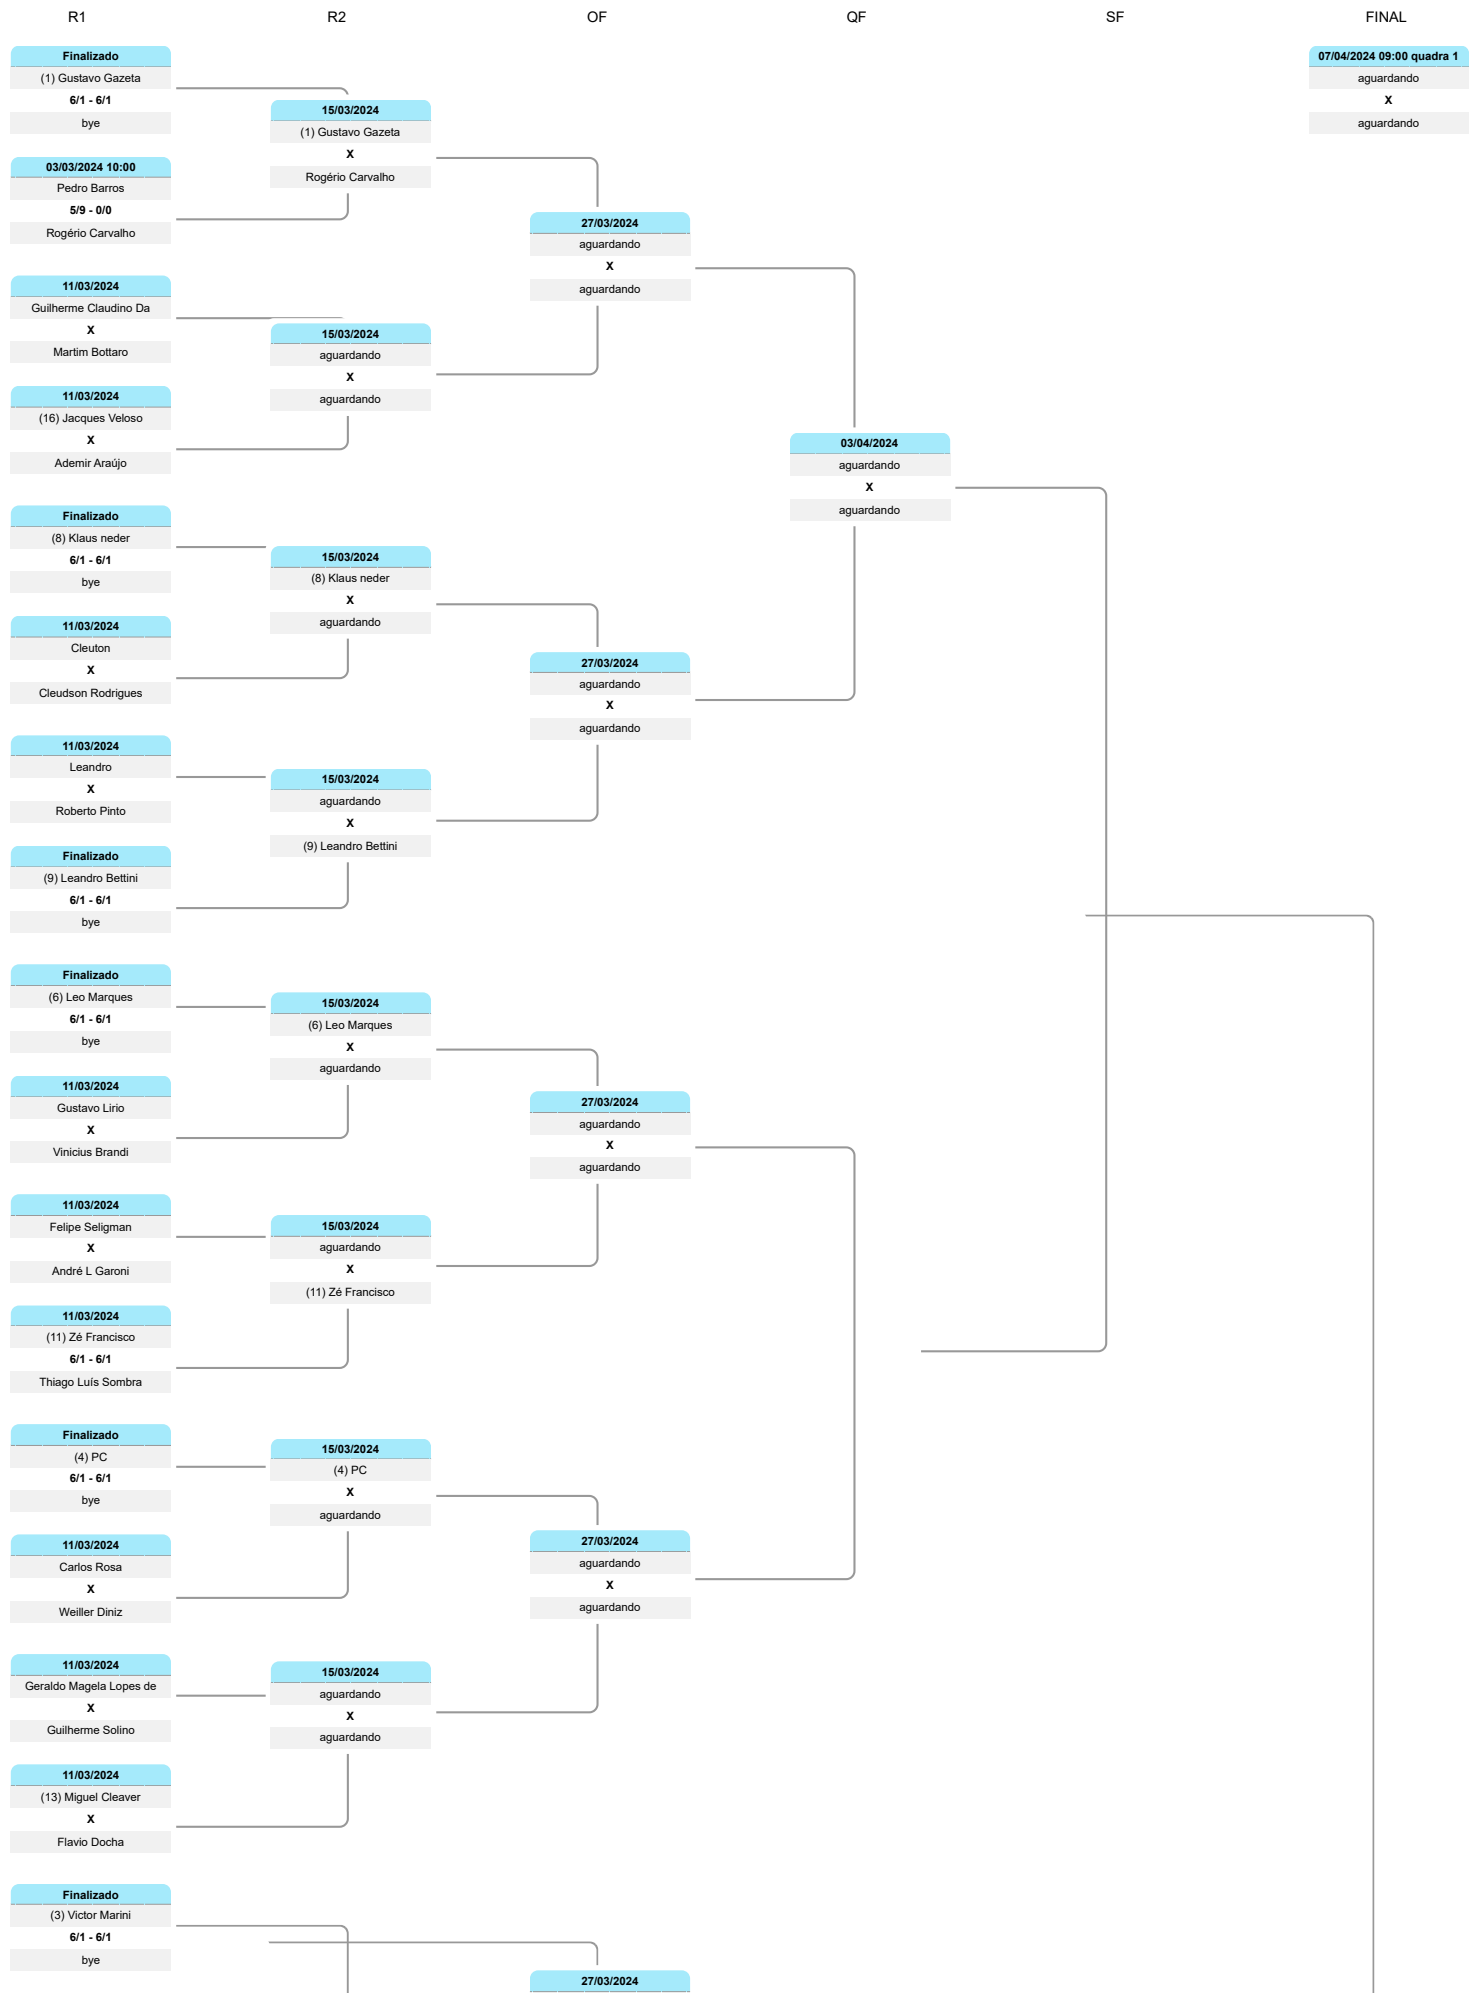 R1
R2
OF
QF
SF
FINAL
Finalizado
(1) Gustavo Gazeta
6/1 - 6/1
bye
03/03/2024 10:00
Pedro Barros
5/9 - 0/0
Rogério Carvalho
11/03/2024
Guilherme Claudino Da
X
Martim Bottaro
11/03/2024
(16) Jacques Veloso
X
Ademir Araújo
Finalizado
(8) Klaus neder
6/1 - 6/1
bye
11/03/2024
Cleuton
X
Cleudson Rodrigues
11/03/2024
Leandro
X
Roberto Pinto
Finalizado
(9) Leandro Bettini
6/1 - 6/1
bye
Finalizado
(6) Leo Marques
6/1 - 6/1
bye
11/03/2024
Gustavo Lirio
X
Vinicius Brandi
11/03/2024
Felipe Seligman
X
André L Garoni
11/03/2024
(11) Zé Francisco
6/1 - 6/1
Thiago Luís Sombra
Finalizado
(4) PC
6/1 - 6/1
bye
11/03/2024
Carlos Rosa
X
Weiller Diniz
11/03/2024
Geraldo Magela Lopes de
X
Guilherme Solino
11/03/2024
(13) Miguel Cleaver
X
Flavio Docha
Finalizado
(3) Victor Marini
6/1 - 6/1
bye
15/03/2024
(1) Gustavo Gazeta
X
Rogério Carvalho
15/03/2024
aguardando
X
aguardando
15/03/2024
(8) Klaus neder
X
aguardando
15/03/2024
aguardando
X
(9) Leandro Bettini
15/03/2024
(6) Leo Marques
X
aguardando
15/03/2024
aguardando
X
(11) Zé Francisco
15/03/2024
(4) PC
X
aguardando
15/03/2024
aguardando
X
aguardando
27/03/2024
aguardando
X
aguardando
27/03/2024
aguardando
X
aguardando
27/03/2024
aguardando
X
aguardando
27/03/2024
aguardando
X
aguardando
27/03/2024
03/04/2024
aguardando
X
aguardando
07/04/2024 09:00 quadra 1
aguardando
X
aguardando